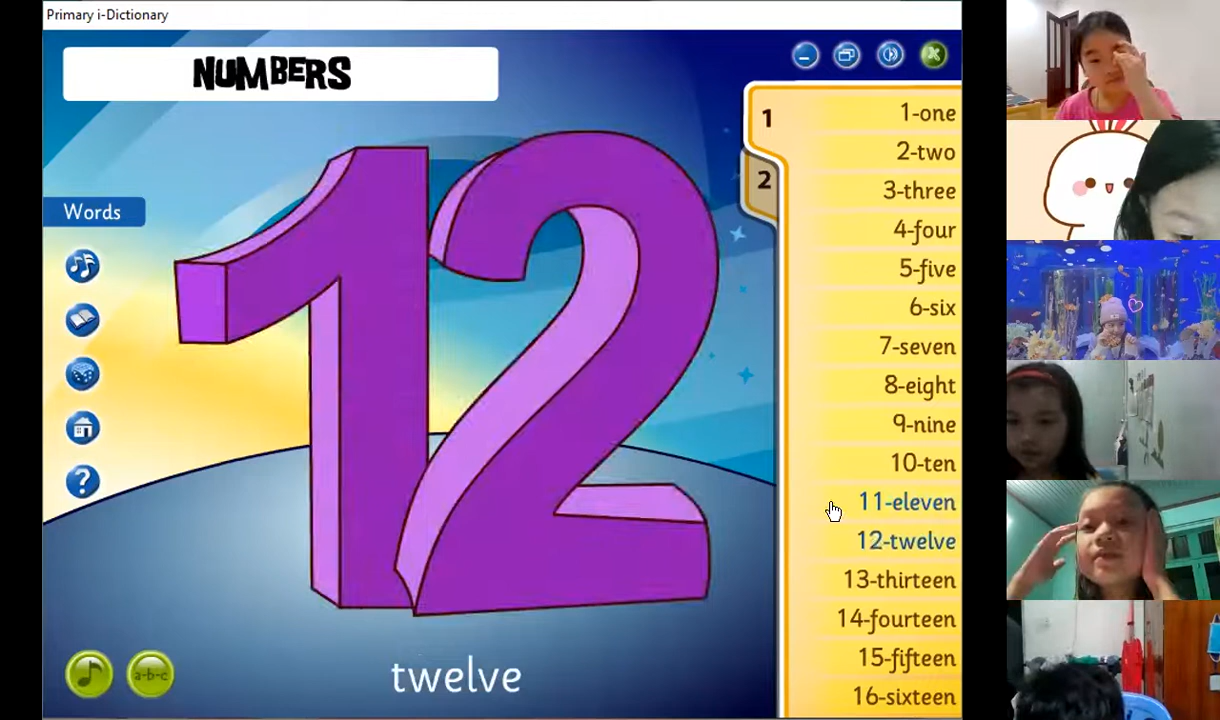 Primary i-Dictionary
NUMBERS
Words
a-b-c
twelve
1
2
1-one
2-two
3-three
4-four
5-five
6-six
7-seven
8-eight
9-nine
10-ten
11-eleven
12-twelve
13-thirteen
14-fourteen
15-fifteen
16-sixteen
12
?